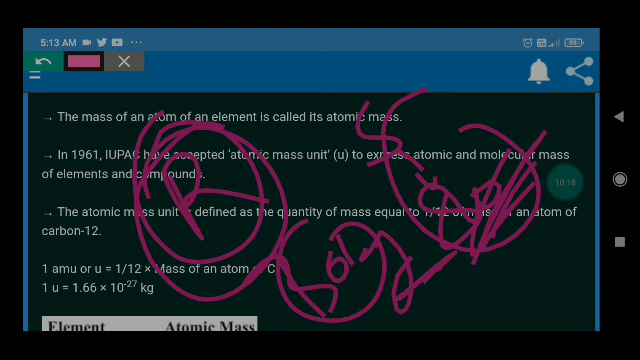 5:13 AM
99
→ The mass of an atom of an element is called its atomic mass.
→ In 1961, IUPAC have accepted 'atomic mass unit' (u) to express atomic and molecular mass
of elements and compounds.
10:18
→ The atomic mass unit is defined as the quantity of mass equal to 1/12 of mass of an atom of
carbon-12.
1 amu or u = 1/12 × Mass of an atom of C
1 u = 1.66 × 10⁻²⁷ kg
Element Atomic Mass